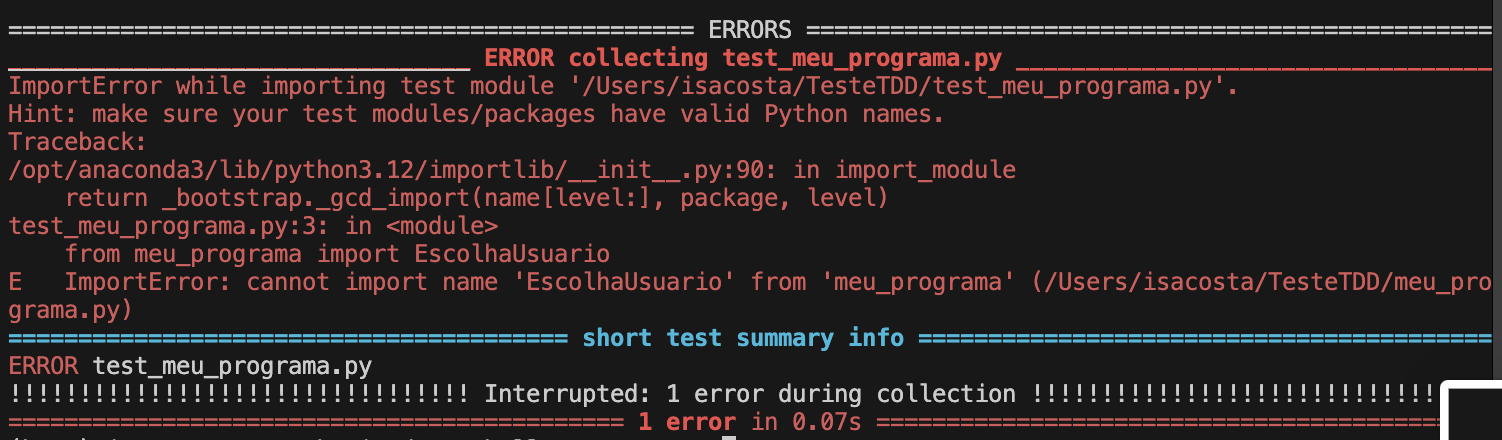 ================================================= ERRORS =================================================
_________________________________ ERROR collecting test_meu_programa.py __________________________________
ImportError while importing test module '/Users/isacosta/TesteTDD/test_meu_programa.py'.
Hint: make sure your test modules/packages have valid Python names.
Traceback:
/opt/anaconda3/lib/python3.12/importlib/__init__.py:90: in import_module
    return _bootstrap._gcd_import(name[level:], package, level)
test_meu_programa.py:3: in <module>
    from meu_programa import EscolhaUsuario
E   ImportError: cannot import name 'EscolhaUsuario' from 'meu_programa' (/Users/isacosta/TesteTDD/meu_pro
grama.py)
======================================== short test summary info =========================================
ERROR test_meu_programa.py
!!!!!!!!!!!!!!!!!!!!!!!!!!!!!!!!! Interrupted: 1 error during collection !!!!!!!!!!!!!!!!!!!!!!!!!!!!!
============================================ 1 error in 0.07s ========================================